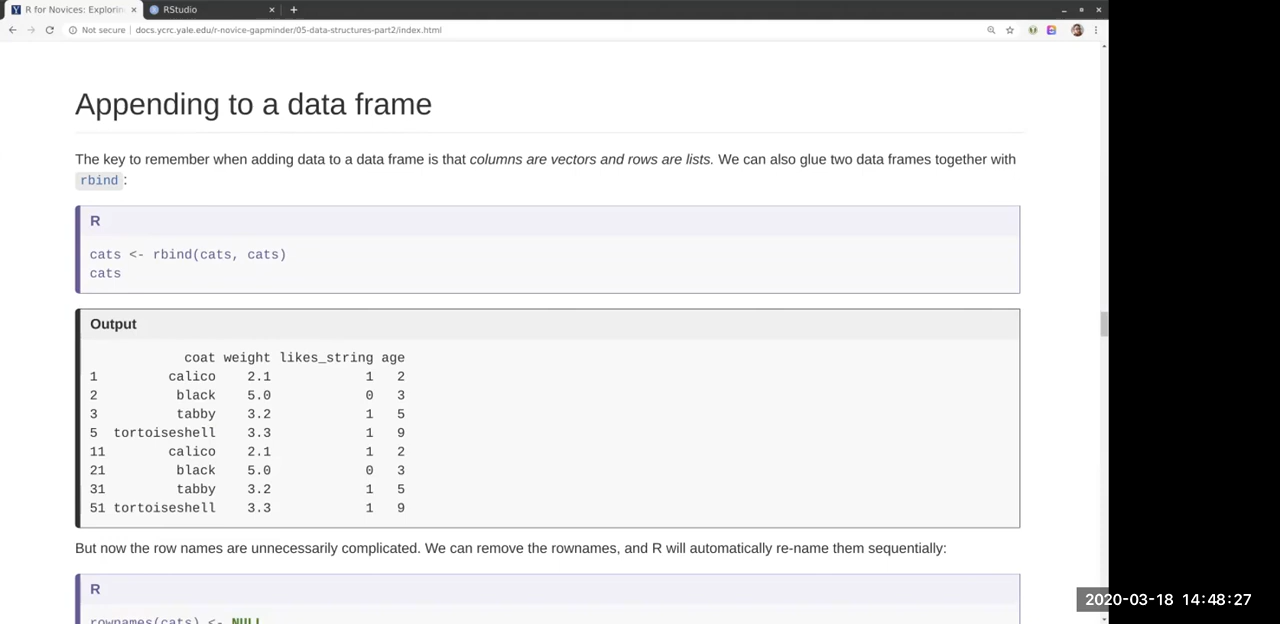 R for Novices: Explorin
RStudio
Not secure | docs.ycrc.yale.edu/r-novice-gapminder/05-data-structures-part2/index.html
Appending to a data frame
The key to remember when adding data to a data frame is that columns are vectors and rows are lists. We can also glue two data frames together with
rbind:
R
cats <- rbind(cats, cats)
cats
Output
coat weight likes_string age
1 calico 2.1 1 2
2 black 5.0 0 3
3 tabby 3.2 1 5
5 tortoiseshell 3.3 1 9
11 calico 2.1 1 2
21 black 5.0 0 3
31 tabby 3.2 1 5
51 tortoiseshell 3.3 1 9
But now the row names are unnecessarily complicated. We can remove the rownames, and R will automatically re-name them sequentially:
R
rownames(cats) <- NULL
2020-03-18 14:48:27